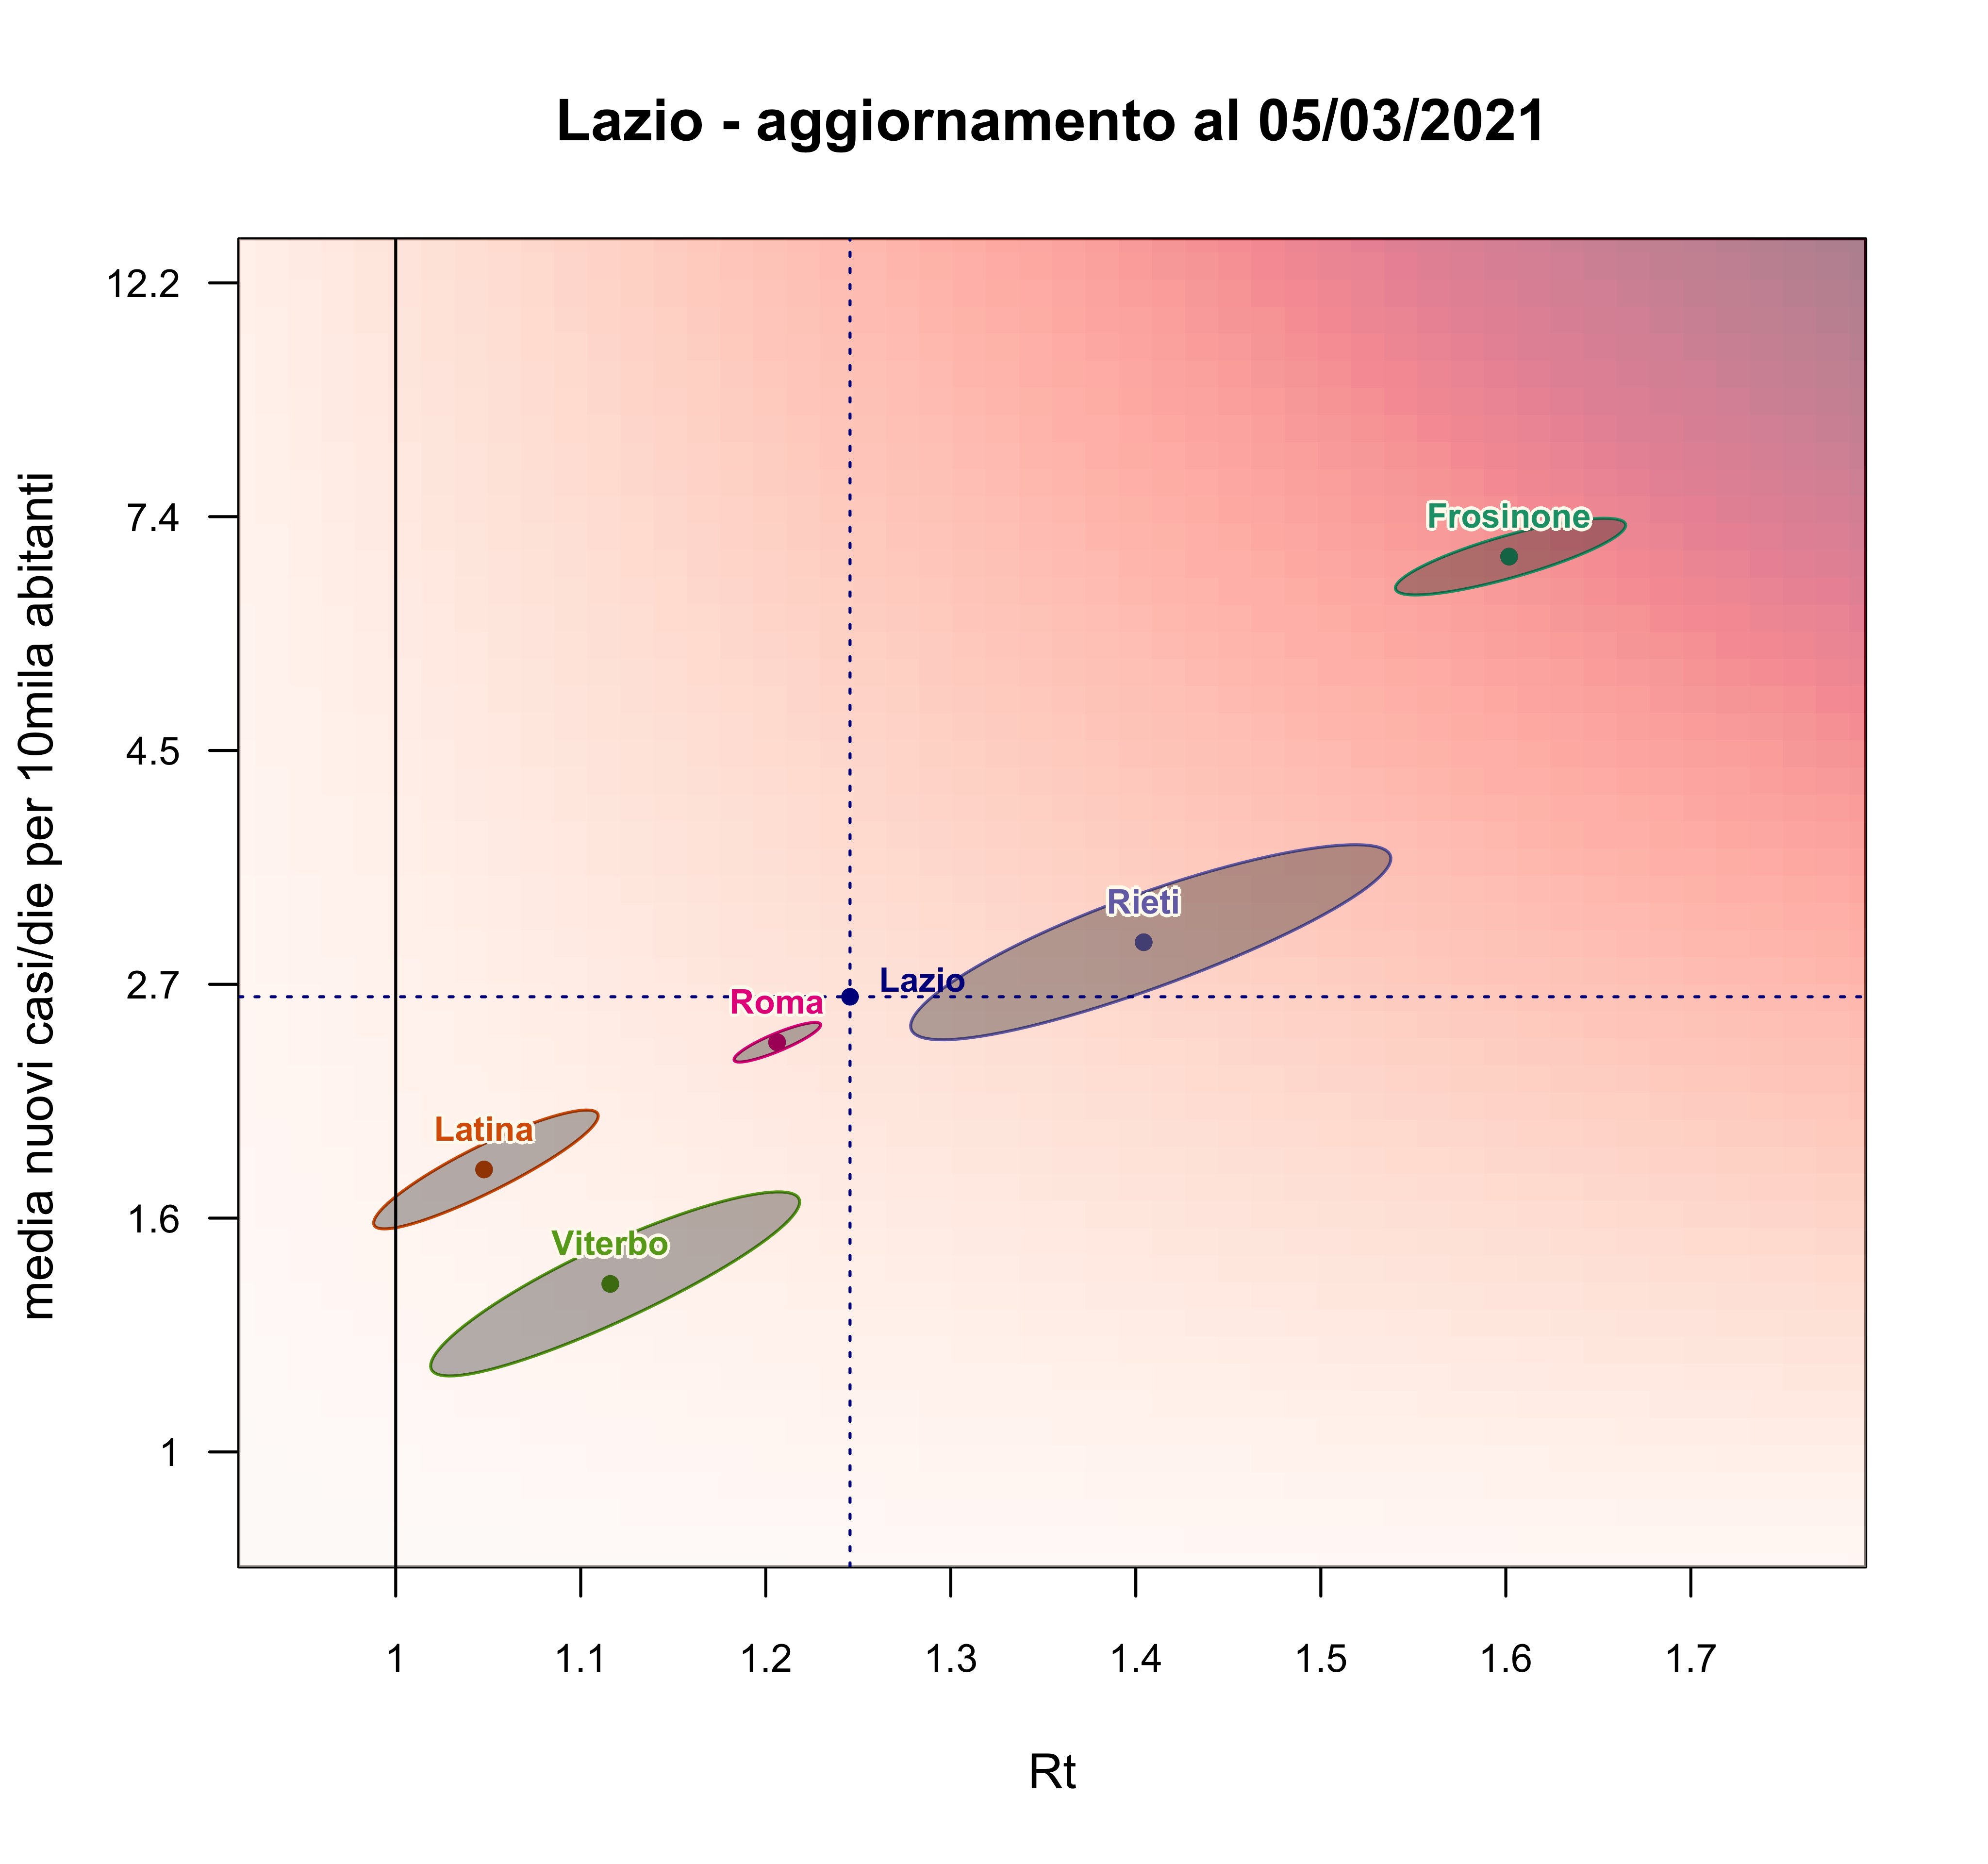 Lazio - aggiornamento al 05/03/2021
media nuovi casi/die per 10mila abitanti
12.2
7.4
4.5
2.7
1.6
1
Frosinone
Rieti
Lazio
Roma
Latina
Viterbo
1 1.1 1.2 1.3 1.4 1.5 1.6 1.7
Rt